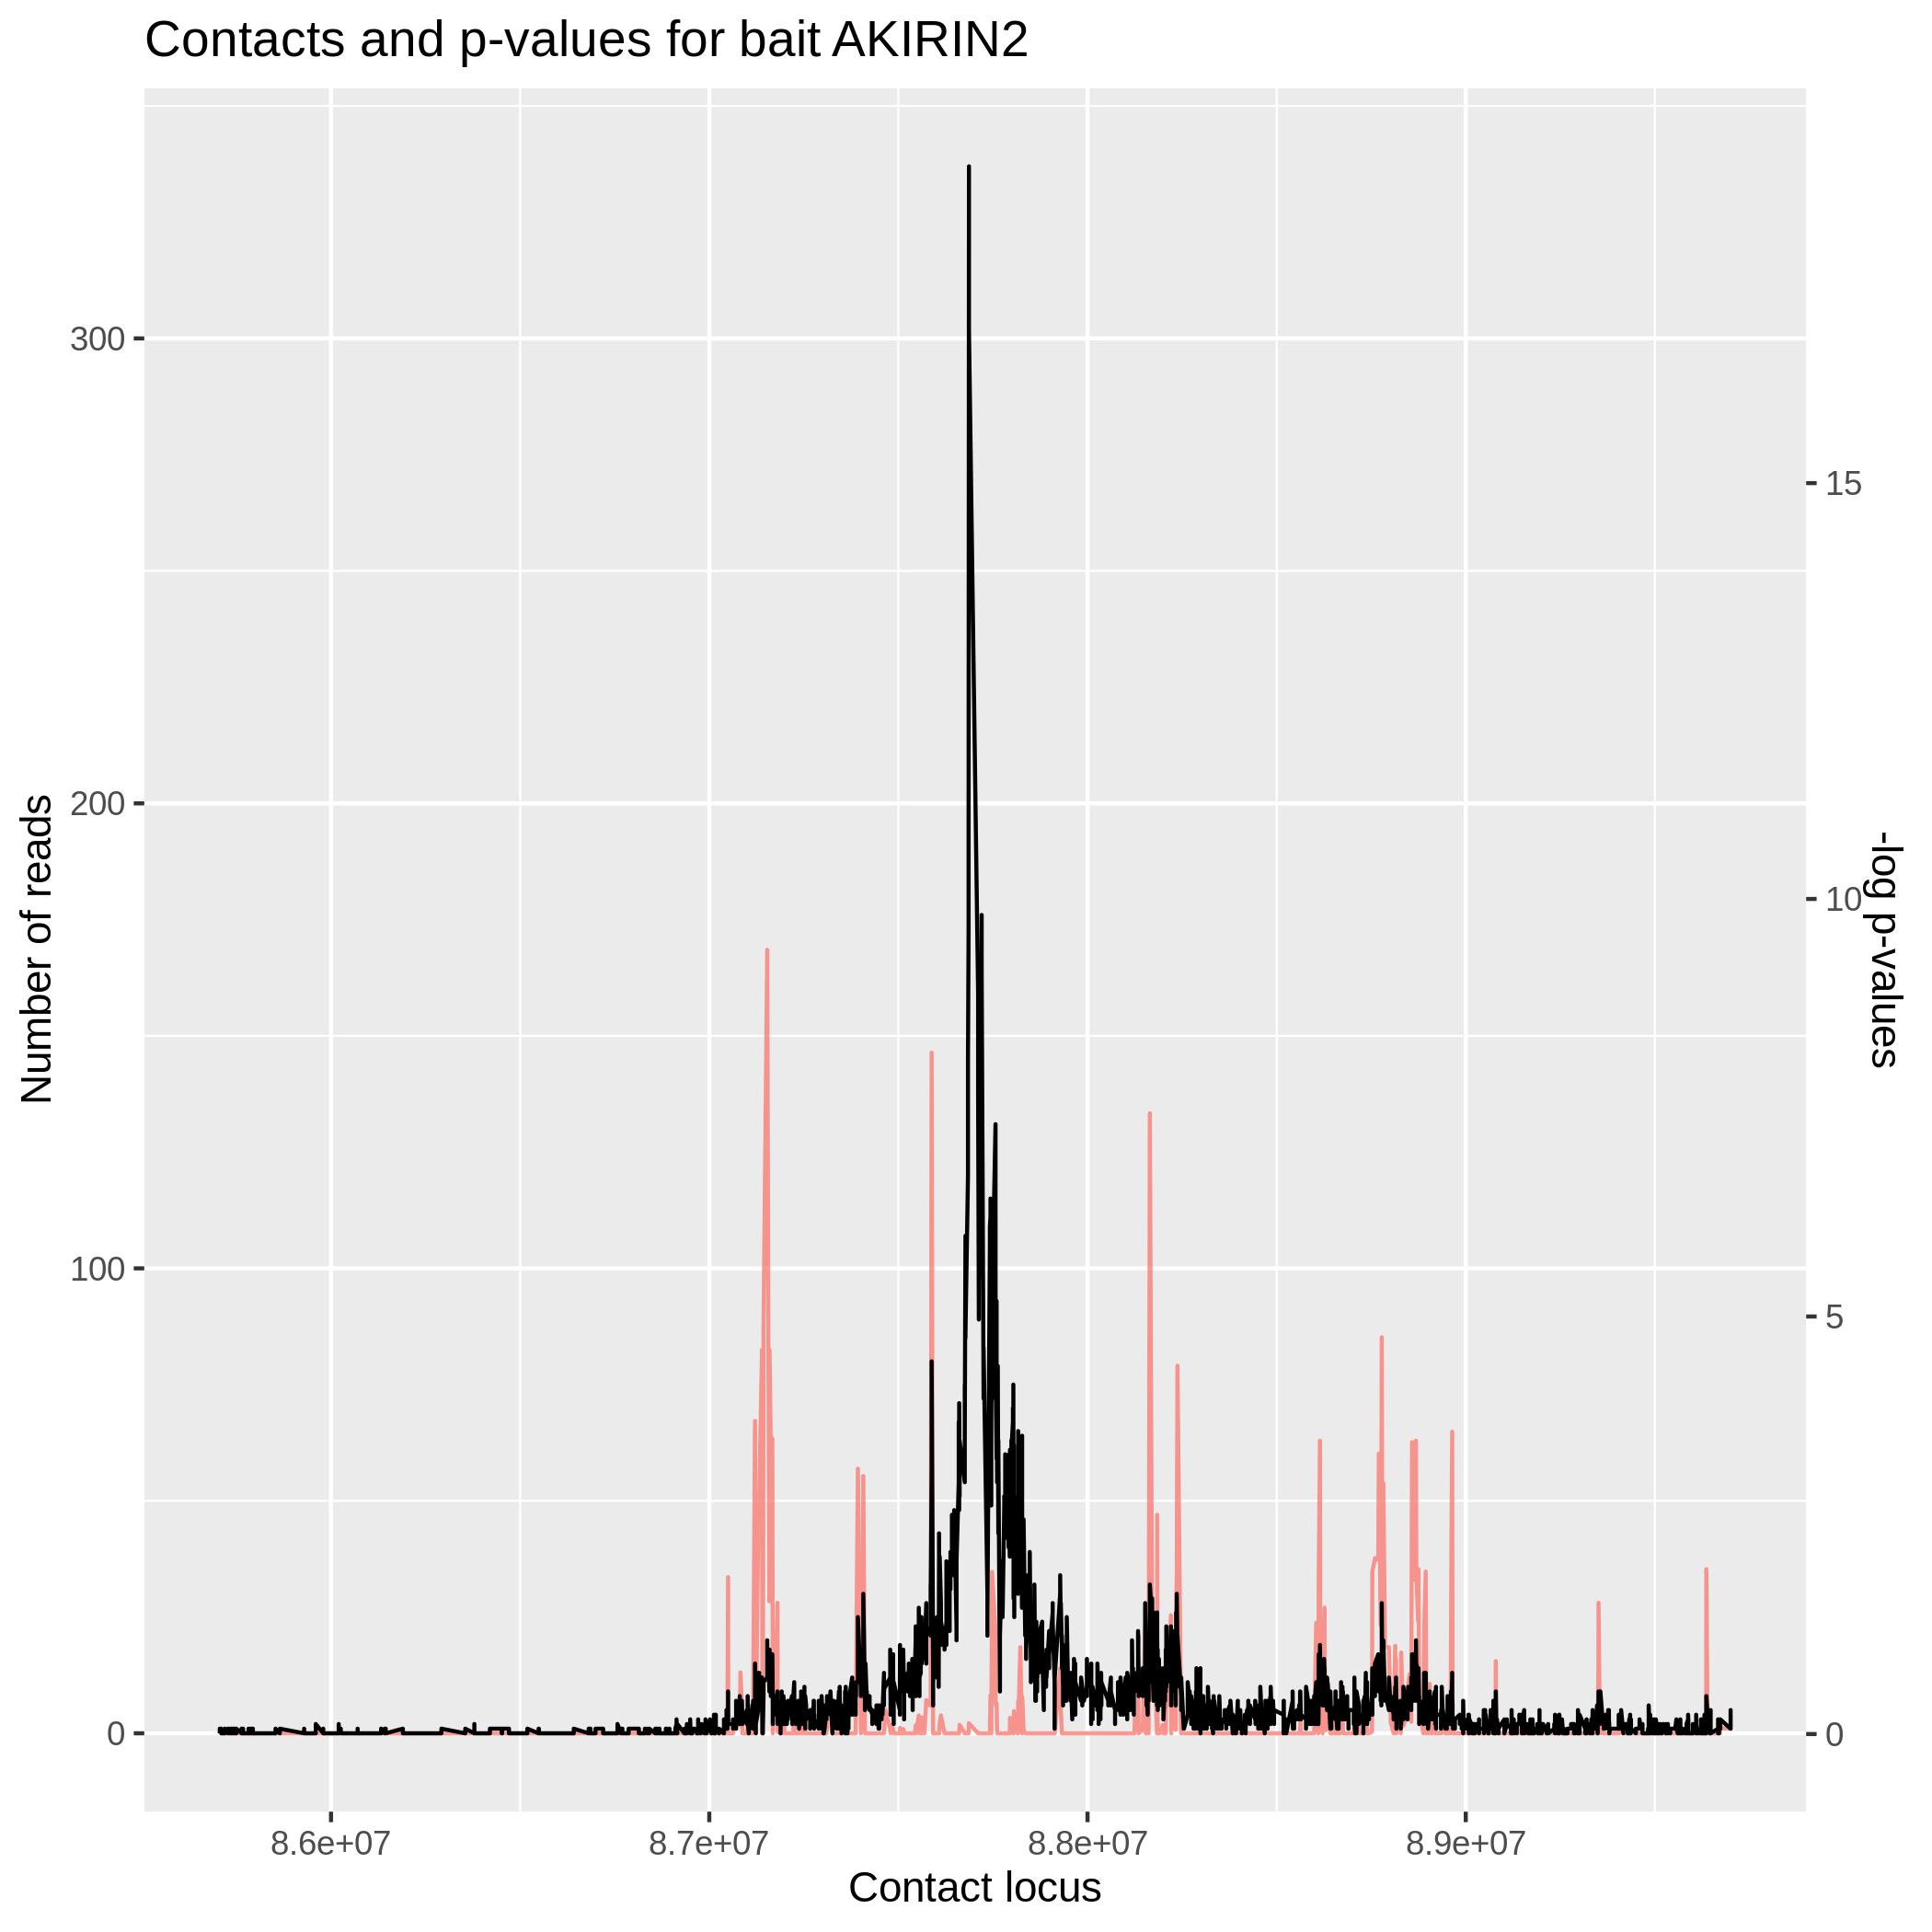 Contacts and p-values for bait AKIRIN2
Number of reads
300
200
100
0
15
10
5
0
-log p-values
8.6e+07
8.7e+07
8.8e+07
8.9e+07
Contact locus